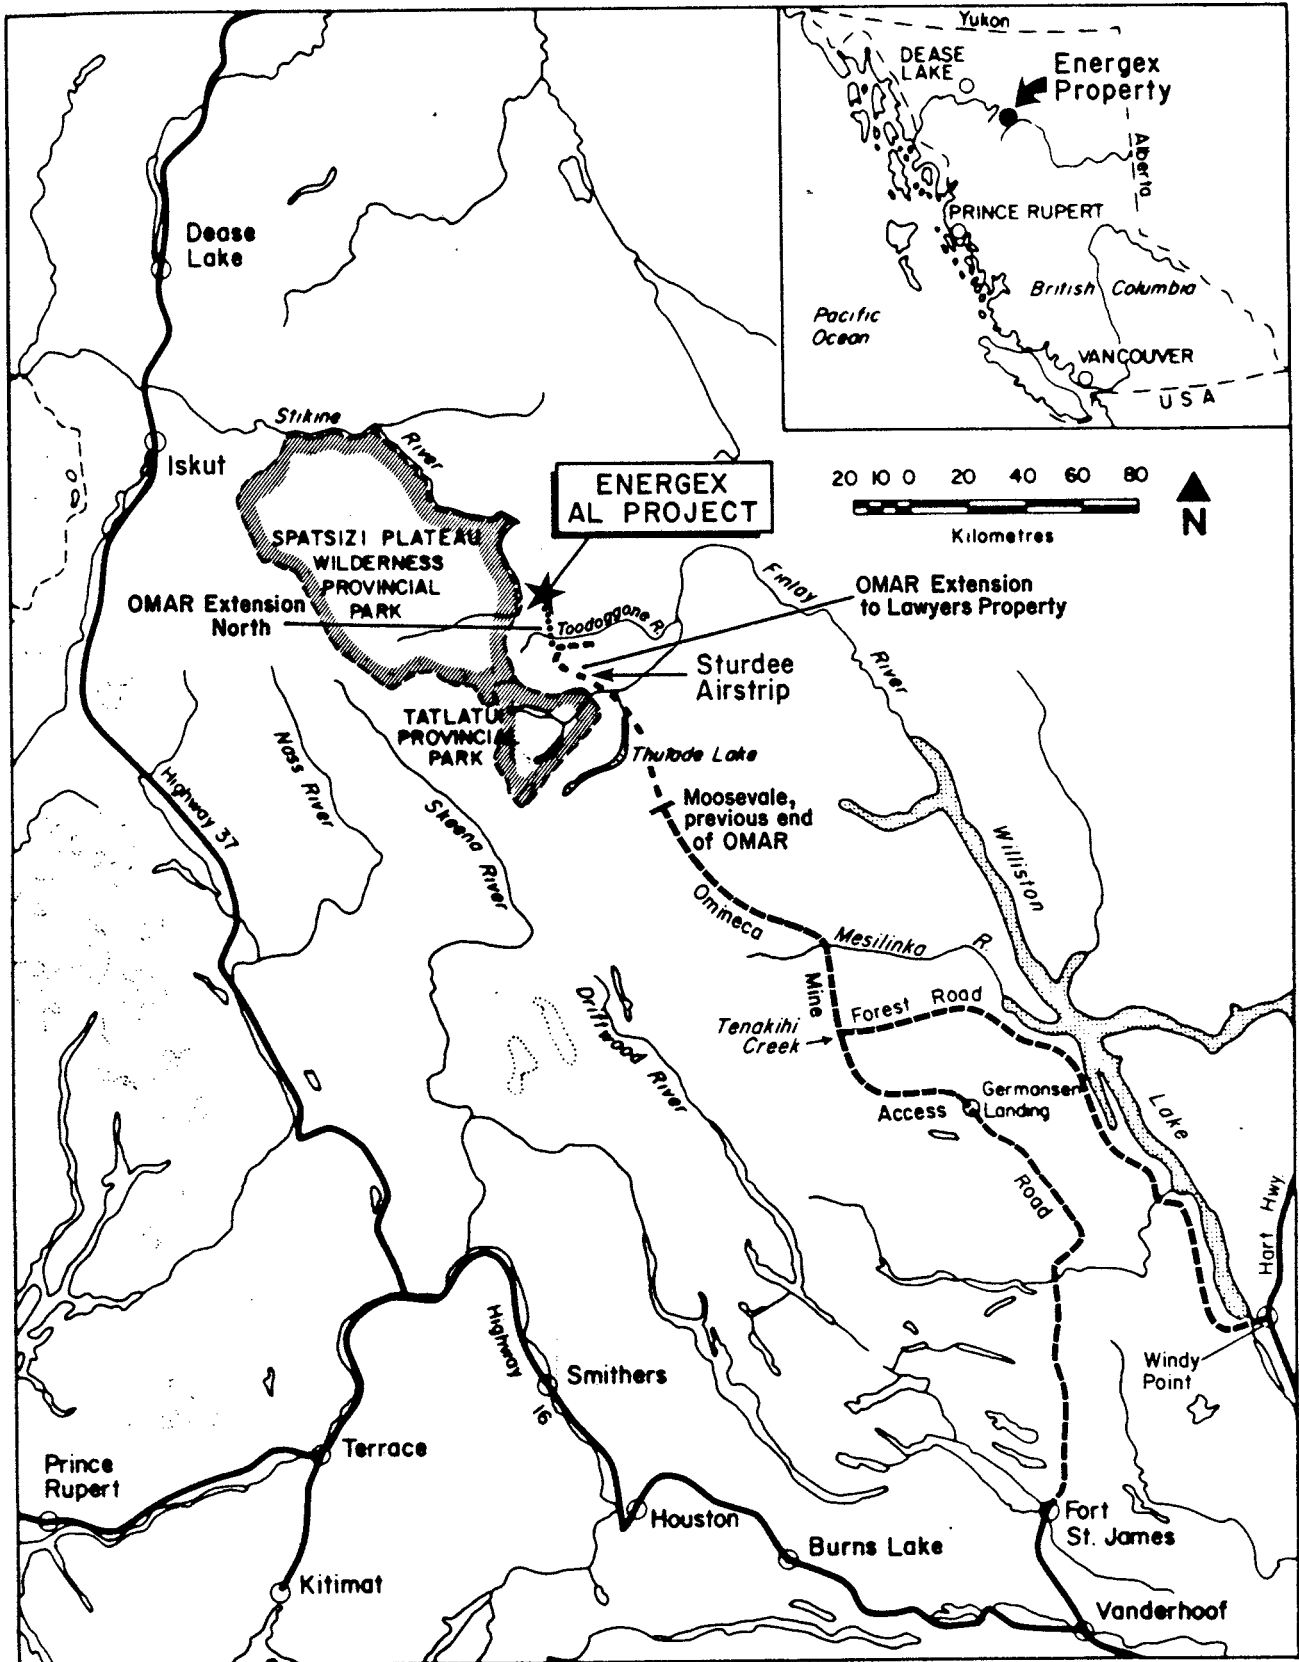 Yukon
DEASE
LAKE
Energex
Property
Alberta
PRINCE RUPERT
British Columbia
Pacific
Ocean
VANCOUVER
U S A
Dease
Lake
Stikine
River
Iskut
ENERGEX
AL PROJECT
20 10 0 20 40 60 80
Kilometres
N
SPATSIZI PLATEAU
WILDERNESS
PROVINCIAL
PARK
OMAR Extension
North
Toodoggone R.
Finlay
River
OMAR Extension
to Lawyers Property
Sturdee
Airstrip
TATLATUI
PROVINCIAL
PARK
Thutade Lake
Nass River
Skeena River
Highway 37
Moosevale,
previous end
of OMAR
Williston
Omineca
Mesilinka R.
Mine
Forest Road
Tenakihi
Creek
Driftwood River
Germansen
Landing
Access
Lake
Road
Hart Hwy.
Highway
16
Smithers
Windy
Point
Terrace
Prince
Rupert
Houston
Fort
St. James
Burns Lake
Kitimat
Vanderhoof